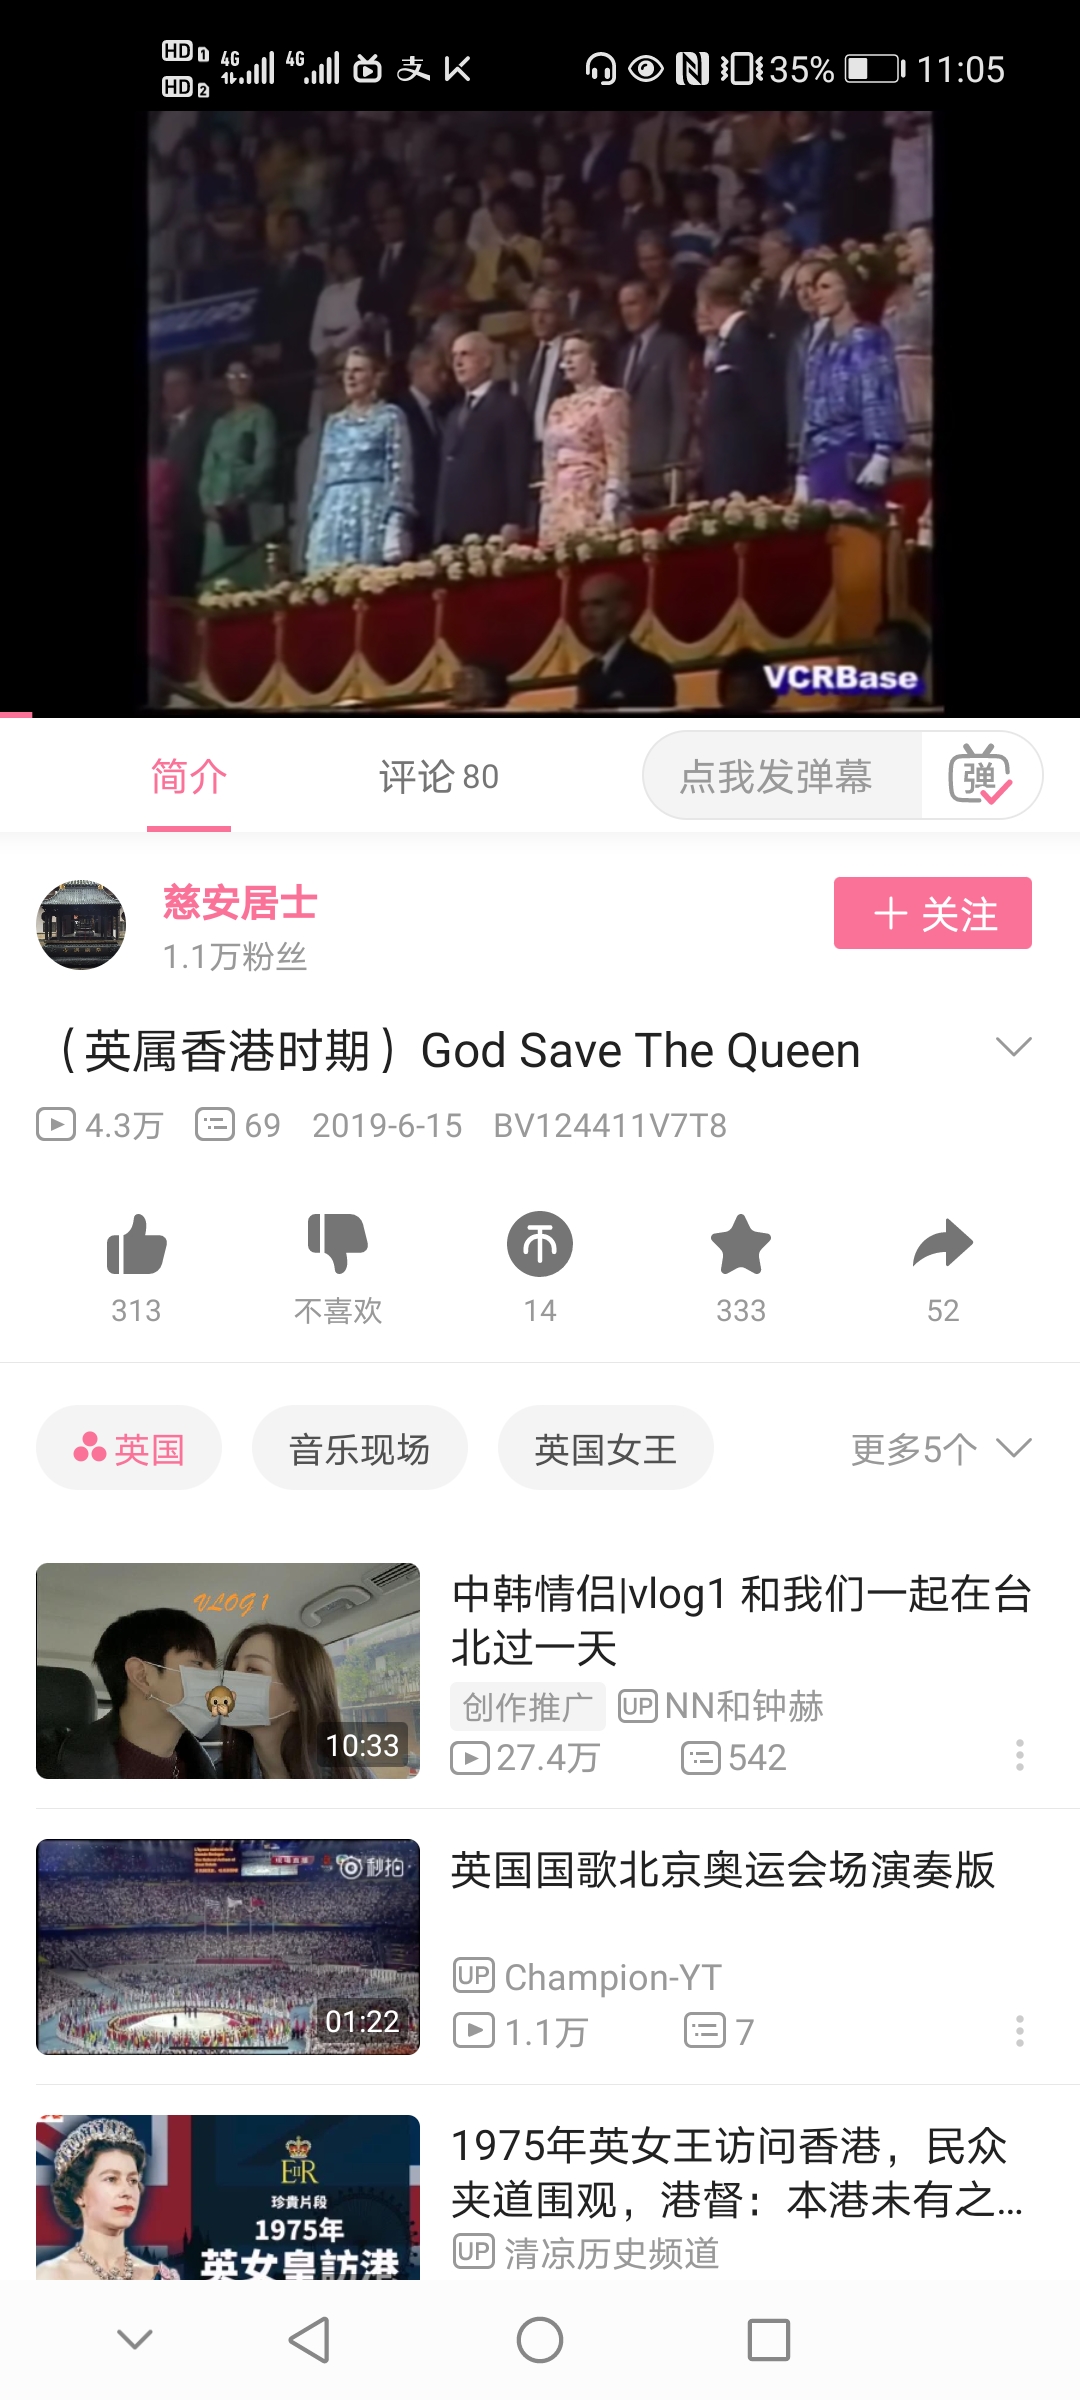 HD 1 4G 4G 35% 11:05
HD 2
VCRBase
简介 评论 80 点我发弹幕 弹
慈安居士
1.1万粉丝
+ 关注
（英属香港时期）God Save The Queen
4.3万 69 2019-6-15 BV124411V7T8
313 不喜欢 14 333 52
英国 音乐现场 英国女王 更多5个
VLOG 1
10:33
中韩情侣|vlog1 和我们一起在台
北过一天
创作推广 UP NN和钟赫
27.4万 542
秒拍
01:22
英国国歌北京奥运会场演奏版
UP Champion-YT
1.1万 7
EIIR
珍貴片段
1975年
英女皇訪港
1975年英女王访问香港，民众
夹道围观，港督：本港未有之...
UP 清凉历史频道